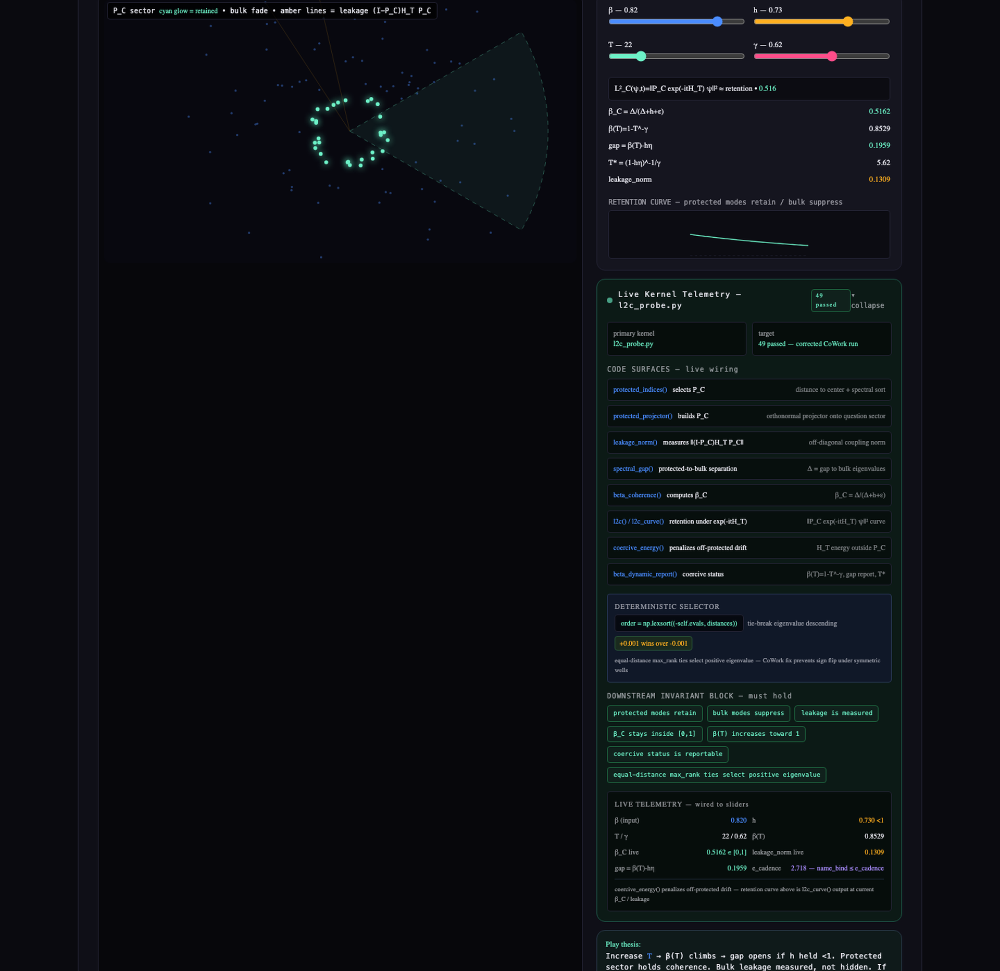 P_C sector cyan glow = retained • bulk fade • amber lines = leakage (I−P_C)H_T P_C
β — 0.82
h — 0.73
T — 22
γ — 0.62
L²_C(ψ,t)=||P_C exp(-itH_T) ψ||² ≈ retention • 0.516
β_C = Δ/(Δ+h+ε) 0.5162
β(T)=1-T^-γ 0.8529
gap = β(T)-hη 0.1959
T* = (1-hη)^-1/γ 5.62
leakage_norm 0.1309
RETENTION CURVE — protected modes retain / bulk suppress
Live Kernel Telemetry —
l2c_probe.py
49
passed
▾
collapse
primary kernel
l2c_probe.py
target
49 passed — corrected CoWork run
CODE SURFACES — live wiring
protected_indices() selects P_C distance to center + spectral sort
protected_projector() builds P_C orthonormal projector onto question sector
leakage_norm() measures ||(I-P_C)H_T P_C|| off-diagonal coupling norm
spectral_gap() protected-to-bulk separation Δ = gap to bulk eigenvalues
beta_coherence() computes β_C β_C = Δ/(Δ+h+ε)
l2c() / l2c_curve() retention under exp(-itH_T) ||P_C exp(-itH_T) ψ||² curve
coercive_energy() penalizes off-protected drift H_T energy outside P_C
beta_dynamic_report() coercive status β(T)=1-T^-γ, gap report, T*
DETERMINISTIC SELECTOR
order = np.lexsort((-self.evals, distances)) tie-break eigenvalue descending
+0.001 wins over -0.001
equal-distance max_rank ties select positive eigenvalue — CoWork fix prevents sign flip under symmetric
wells
DOWNSTREAM INVARIANT BLOCK — must hold
protected modes retain bulk modes suppress leakage is measured
β_C stays inside [0,1] β(T) increases toward 1
coercive status is reportable
equal-distance max_rank ties select positive eigenvalue
LIVE TELEMETRY — wired to sliders
β (input) 0.820 h 0.730 <1
T / γ 22 / 0.62 β(T) 0.8529
β_C live 0.5162 ∈ [0,1] leakage_norm live 0.1309
gap = β(T)-hη 0.1959 e_cadence 2.718 — name_bind ≤ e_cadence
coercive_energy() penalizes off-protected drift — retention curve above is l2c_curve() output at current
β_C / leakage
Play thesis:
Increase T → β(T) climbs → gap opens if h held <1. Protected
sector holds coherence. Bulk leakage measured, not hidden. If